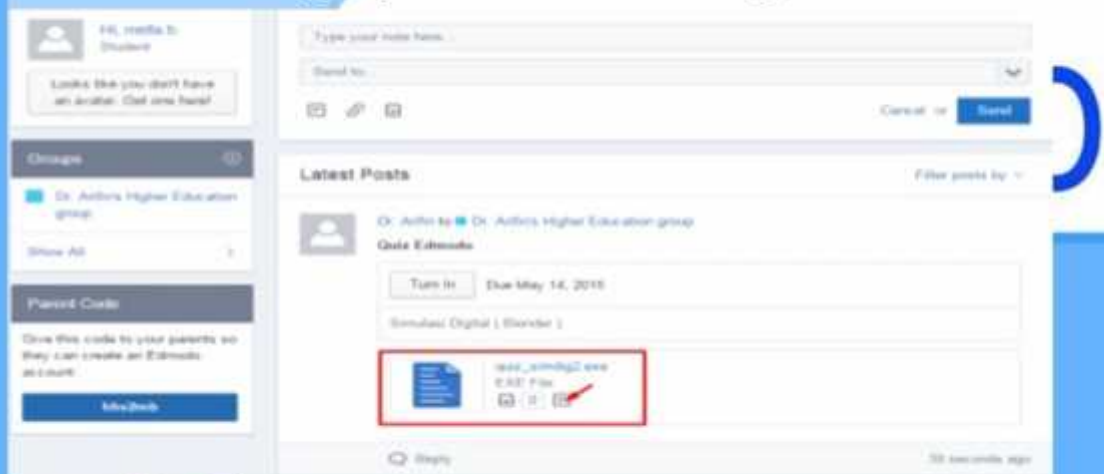 Hi, media b.
Student
Looks like you don't have
an avatar. Get one here!
Groups
Dr. Arifin's Higher Education
group
Show All
Parent Code
Give this code to your parents so
they can create an Edmodo
account
Type your note here...
Send to...
Cancel or Send
Latest Posts
Filter posts by
Dr. Arifin to Dr. Arifin's Higher Education group
Quiz Edmodo
Turn In Due May 14, 2015
Simulasi Digital ( Blender )
quiz_simdig2.exe
EXE File
Reply
seconds ago